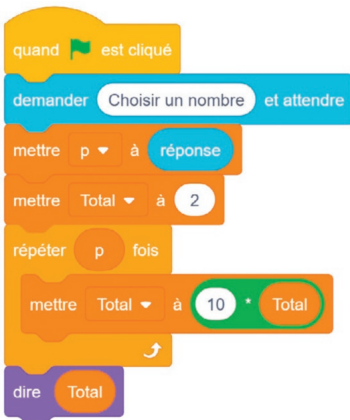 quand est cliqué
demander Choisir un nombre et attendre
mettre p à réponse
mettre Total à 2
répéter p fois
mettre Total à 10 * Total
dire Total